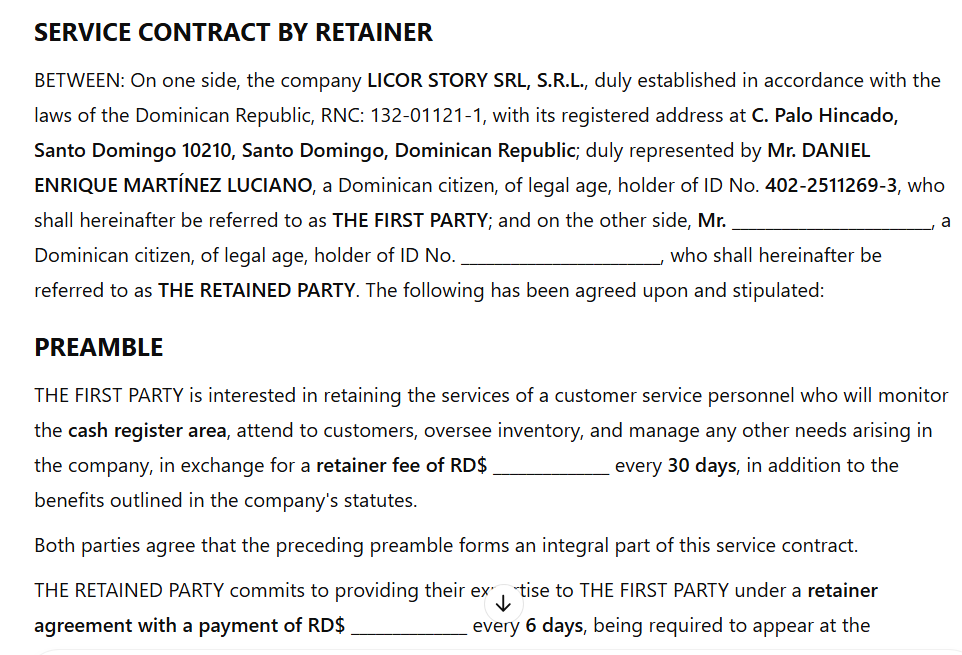 SERVICE CONTRACT BY RETAINER
BETWEEN: On one side, the company LICOR STORY SRL, S.R.L., duly established in accordance with the
laws of the Dominican Republic, RNC: 132-01121-1, with its registered address at C. Palo Hincado,
Santo Domingo 10210, Santo Domingo, Dominican Republic; duly represented by Mr. DANIEL
ENRIQUE MARTÍNEZ LUCIANO, a Dominican citizen, of legal age, holder of ID No. 402-2511269-3, who
shall hereinafter be referred to as THE FIRST PARTY; and on the other side, Mr. ____________________, a
Dominican citizen, of legal age, holder of ID No. ____________________, who shall hereinafter be
referred to as THE RETAINED PARTY. The following has been agreed upon and stipulated:
PREAMBLE
THE FIRST PARTY is interested in retaining the services of a customer service personnel who will monitor
the cash register area, attend to customers, oversee inventory, and manage any other needs arising in
the company, in exchange for a retainer fee of RD$ ____________ every 30 days, in addition to the
benefits outlined in the company's statutes.
Both parties agree that the preceding preamble forms an integral part of this service contract.
THE RETAINED PARTY commits to providing their expertise to THE FIRST PARTY under a retainer
agreement with a payment of RD$ ____________ every 6 days, being required to appear at the